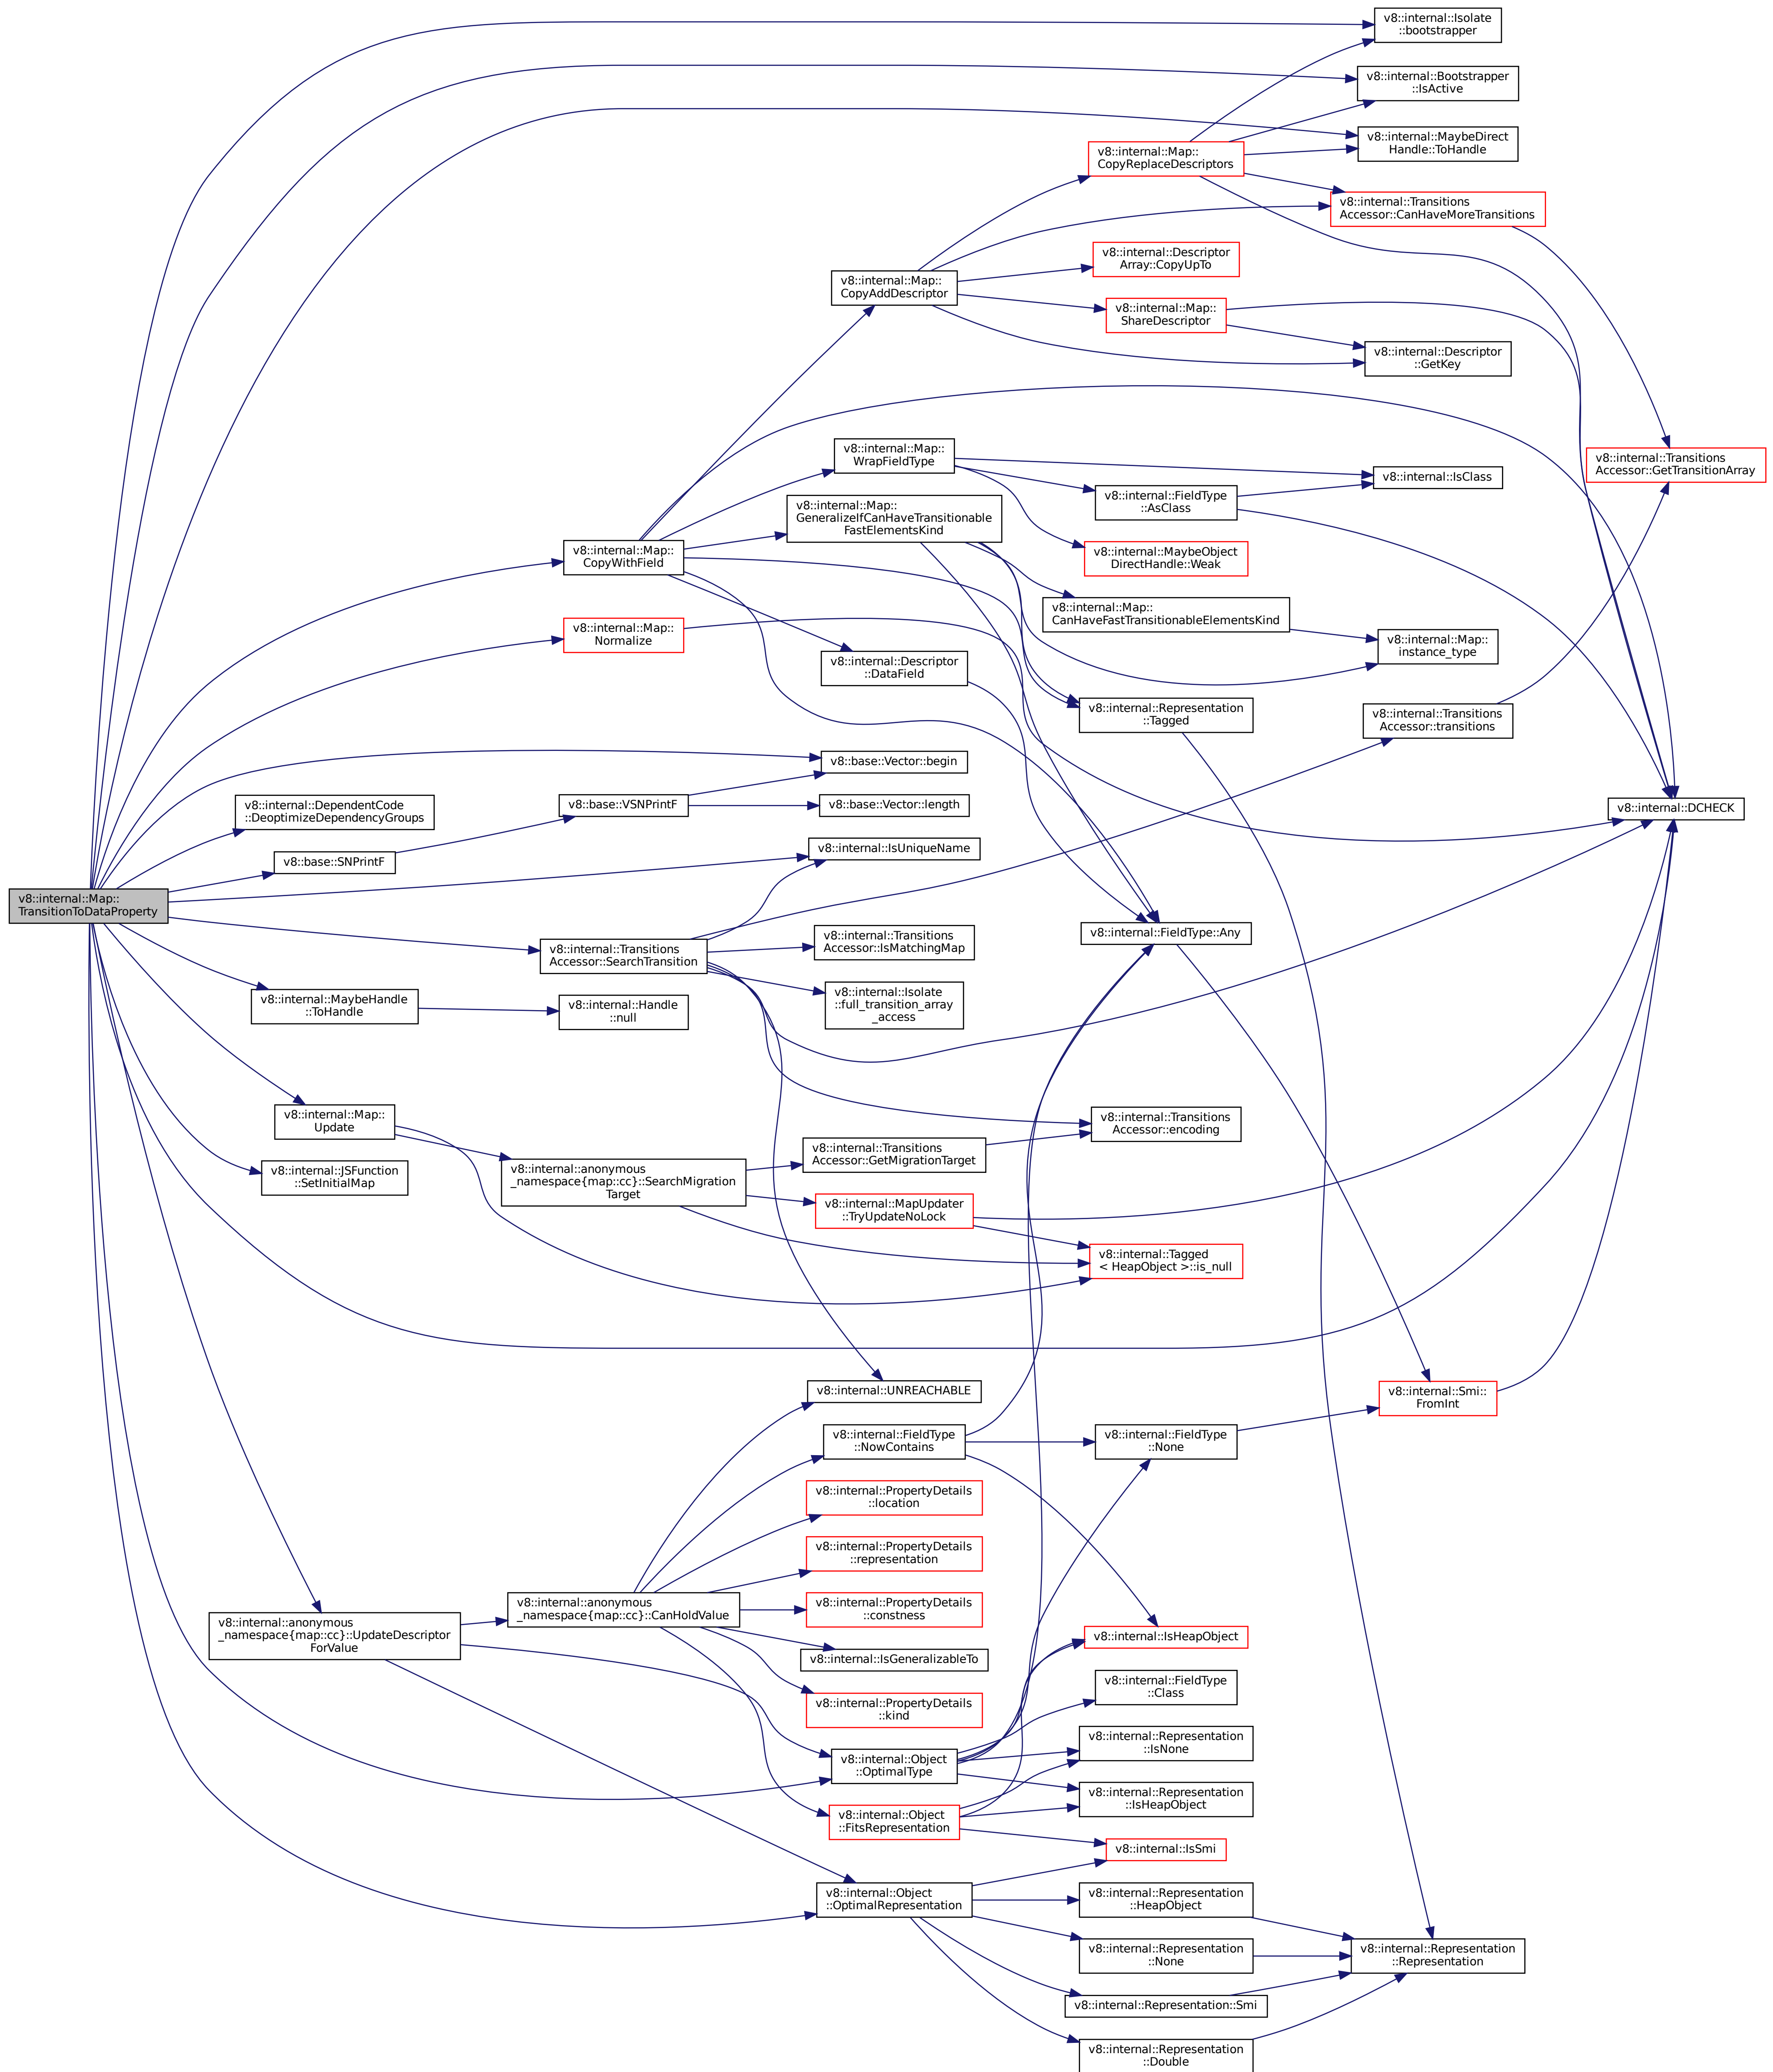 v8::internal::Isolate
::bootstrapper
v8::internal::Bootstrapper
::IsActive
v8::internal::MaybeDirect
Handle::ToHandle
v8::internal::Map::
CopyReplaceDescriptors
v8::internal::Transitions
Accessor::CanHaveMoreTransitions
v8::internal::Descriptor
Array::CopyUpTo
v8::internal::Map::
CopyAddDescriptor
v8::internal::Map::
ShareDescriptor
v8::internal::Descriptor
::GetKey
v8::internal::Map::
WrapFieldType
v8::internal::Transitions
Accessor::GetTransitionArray
v8::internal::IsClass
v8::internal::FieldType
::AsClass
v8::internal::Map::
GeneralizeIfCanHaveTransitionable
FastElementsKind
v8::internal::Map::
CopyWithField
v8::internal::MaybeObject
DirectHandle::Weak
v8::internal::Map::
CanHaveFastTransitionableElementsKind
v8::internal::Map::
Normalize
v8::internal::Map::
instance_type
v8::internal::Descriptor
::DataField
v8::internal::Representation
::Tagged
v8::internal::Transitions
Accessor::transitions
v8::base::Vector::begin
v8::internal::DependentCode
::DeoptimizeDependencyGroups
v8::base::VSNPrintF
v8::base::Vector::length
v8::internal::DCHECK
v8::base::SNPrintF
v8::internal::IsUniqueName
v8::internal::Map::
TransitionToDataProperty
v8::internal::FieldType::Any
v8::internal::Transitions
Accessor::SearchTransition
v8::internal::Transitions
Accessor::IsMatchingMap
v8::internal::MaybeHandle
::ToHandle
v8::internal::Handle
::null
v8::internal::Isolate
::full_transition_array
_access
v8::internal::Map::
Update
v8::internal::Transitions
Accessor::encoding
v8::internal::JSFunction
::SetInitialMap
v8::internal::anonymous
_namespace{map::cc}::SearchMigration
Target
v8::internal::Transitions
Accessor::GetMigrationTarget
v8::internal::MapUpdater
::TryUpdateNoLock
v8::internal::Tagged
< HeapObject >::is_null
v8::internal::UNREACHABLE
v8::internal::Smi::
FromInt
v8::internal::FieldType
::NowContains
v8::internal::FieldType
::None
v8::internal::PropertyDetails
::location
v8::internal::PropertyDetails
::representation
v8::internal::anonymous
_namespace{map::cc}::CanHoldValue
v8::internal::PropertyDetails
::constness
v8::internal::anonymous
_namespace{map::cc}::UpdateDescriptor
ForValue
v8::internal::IsGeneralizableTo
v8::internal::IsHeapObject
v8::internal::PropertyDetails
::kind
v8::internal::FieldType
::Class
v8::internal::Object
::OptimalType
v8::internal::Representation
::IsNone
v8::internal::Representation
::IsHeapObject
v8::internal::Object
::FitsRepresentation
v8::internal::IsSmi
v8::internal::Object
::OptimalRepresentation
v8::internal::Representation
::HeapObject
v8::internal::Representation
::None
v8::internal::Representation
::Representation
v8::internal::Representation::Smi
v8::internal::Representation
::Double